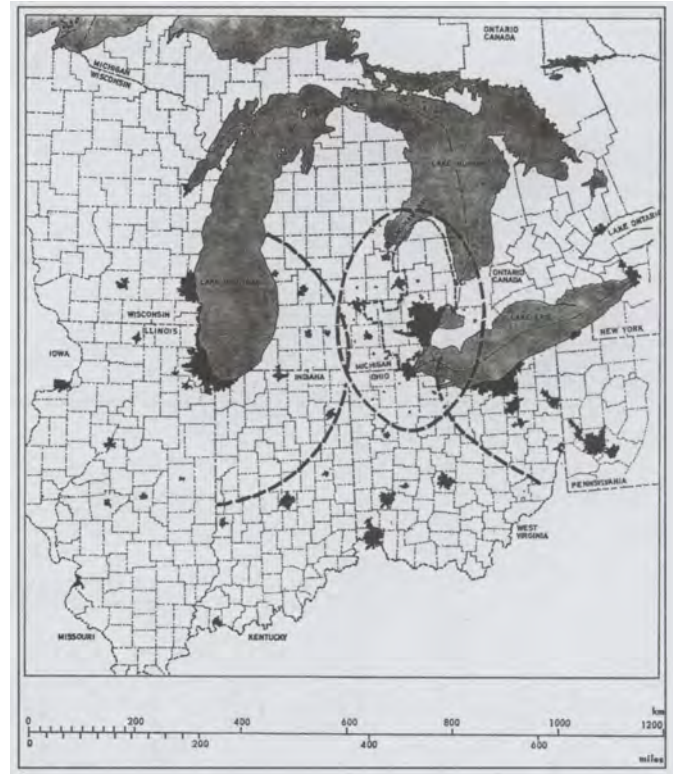 ONTARIO
CANADA
MICHIGAN
WISCONSIN
LAKE HURON
LAKE ONTARIO
ONTARIO
CANADA
LAKE MICHIGAN
WISCONSIN
ILLINOIS
LAKE ERIE
NEW YORK
IOWA
INDIANA
MICHIGAN
OHIO
PENNSYLVANIA
WEST
VIRGINIA
MISSOURI
KENTUCKY
km
0 200 400 600 800 1000 1200
0 200 400 600
miles